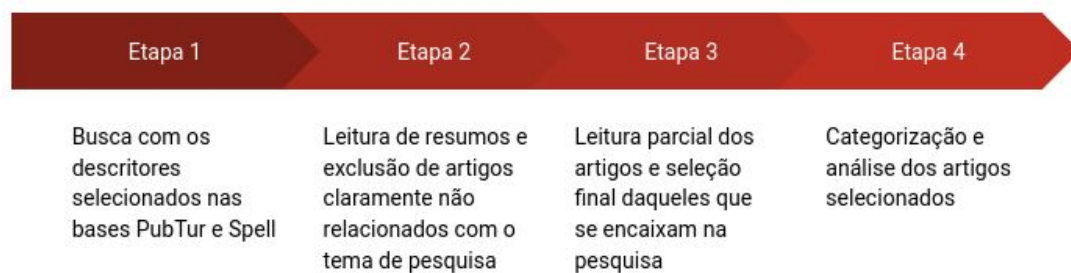 Etapa 1
Etapa 2
Etapa 3
Etapa 4
Busca com os
descritores
selecionados nas
bases PubTur e Spell
Leitura de resumos e
exclusão de artigos
claramente não
relacionados com o
tema de pesquisa
Leitura parcial dos
artigos e seleção
final daqueles que
se encaixam na
pesquisa
Categorização e
análise dos artigos
selecionados